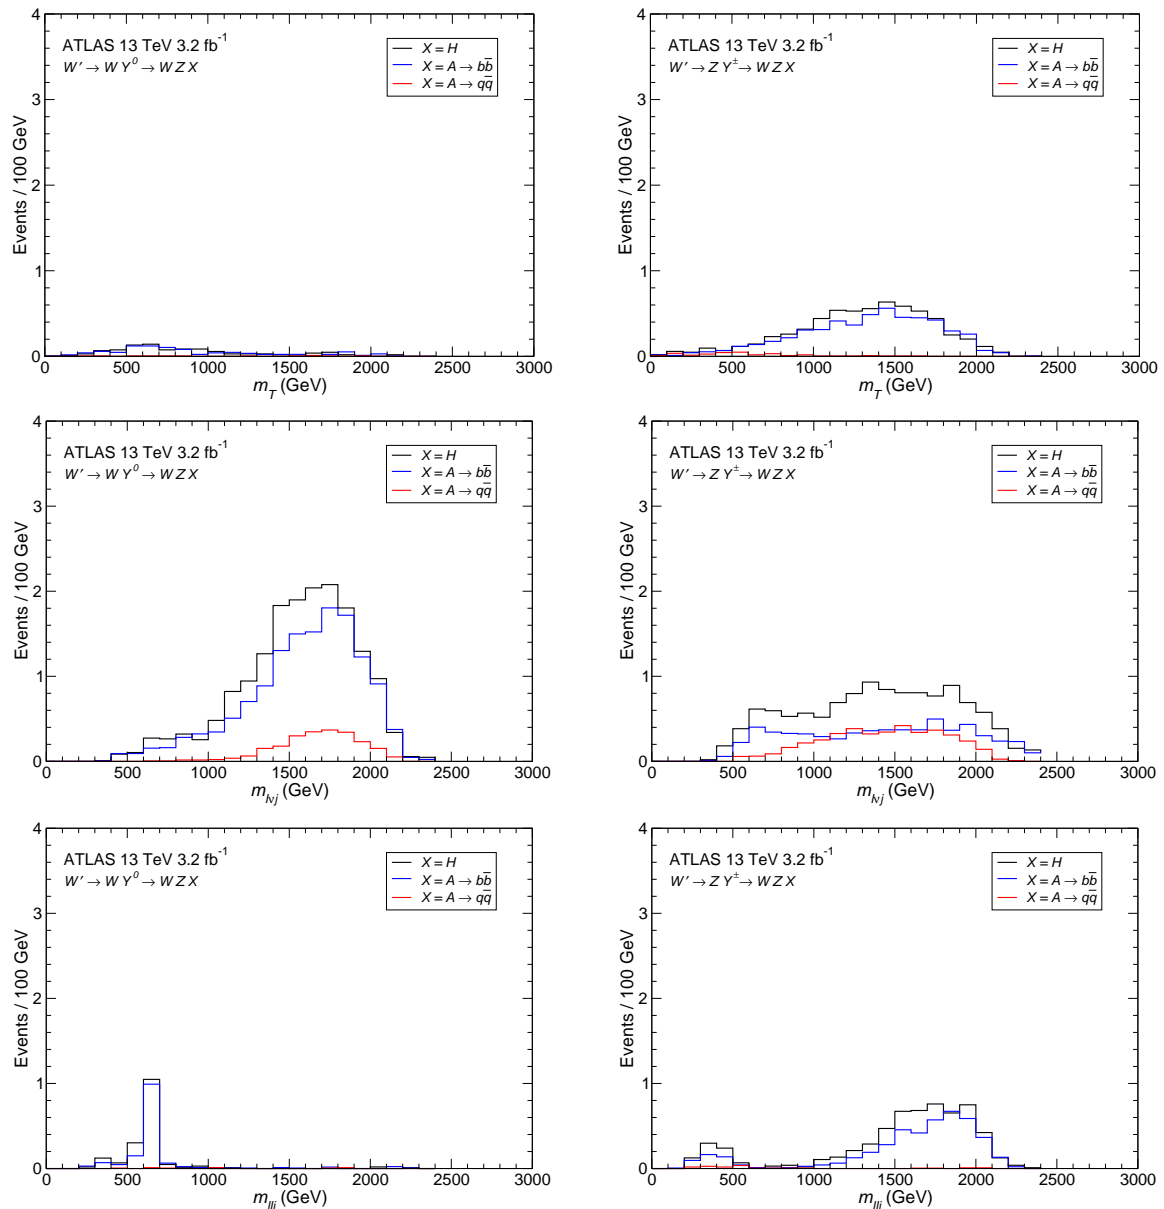 ATLAS 13 TeV 3.2 fb⁻¹
W′ → W Y⁰ → W Z X
X = H
X = A → bb̅
X = A → qq̅
Events / 100 GeV
4
3
2
1
0
0 500 1000 1500 2000 2500 3000
m_T (GeV)
ATLAS 13 TeV 3.2 fb⁻¹
W′ → Z Y± → W Z X
X = H
X = A → bb̅
X = A → qq̅
Events / 100 GeV
4
3
2
1
0
0 500 1000 1500 2000 2500 3000
m_T (GeV)
ATLAS 13 TeV 3.2 fb⁻¹
W′ → W Y⁰ → W Z X
X = H
X = A → bb̅
X = A → qq̅
Events / 100 GeV
4
3
2
1
0
0 500 1000 1500 2000 2500 3000
m_lνj (GeV)
ATLAS 13 TeV 3.2 fb⁻¹
W′ → Z Y± → W Z X
X = H
X = A → bb̅
X = A → qq̅
Events / 100 GeV
4
3
2
1
0
0 500 1000 1500 2000 2500 3000
m_lνj (GeV)
ATLAS 13 TeV 3.2 fb⁻¹
W′ → W Y⁰ → W Z X
X = H
X = A → bb̅
X = A → qq̅
Events / 100 GeV
4
3
2
1
0
0 500 1000 1500 2000 2500 3000
m_llj (GeV)
ATLAS 13 TeV 3.2 fb⁻¹
W′ → Z Y± → W Z X
X = H
X = A → bb̅
X = A → qq̅
Events / 100 GeV
4
3
2
1
0
0 500 1000 1500 2000 2500 3000
m_llj (GeV)